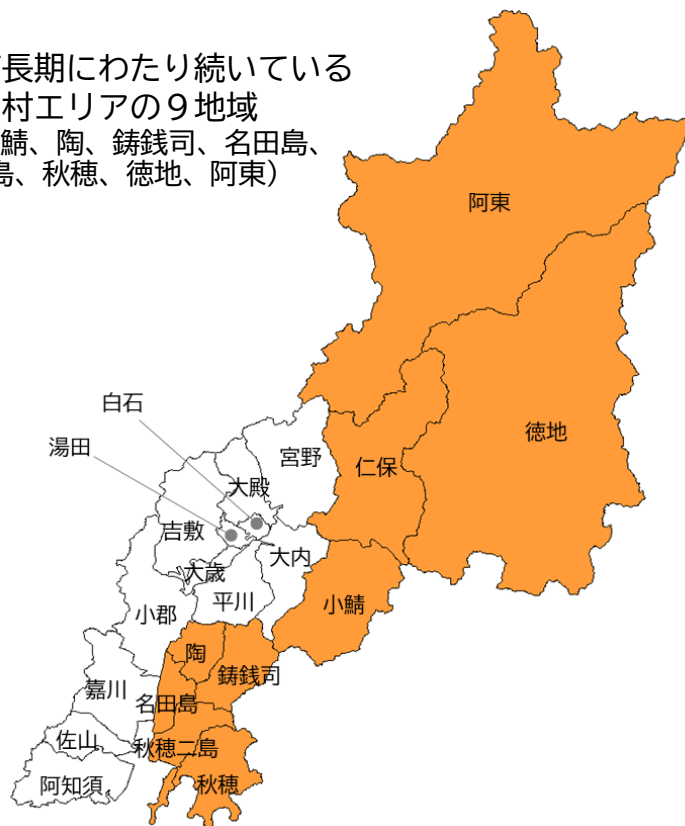 長期にわたり続いている
村エリアの９地域
鯖、陶、鋳銭司、名田島、
島、秋穂、徳地、阿東）
阿東
白石
徳地
湯田
宮野
仁保
大殿
吉敷
大内
大歳
平川
小鯖
小郡
陶
鋳銭司
嘉川
名田島
佐山
秋穂二島
阿知須
秋穂